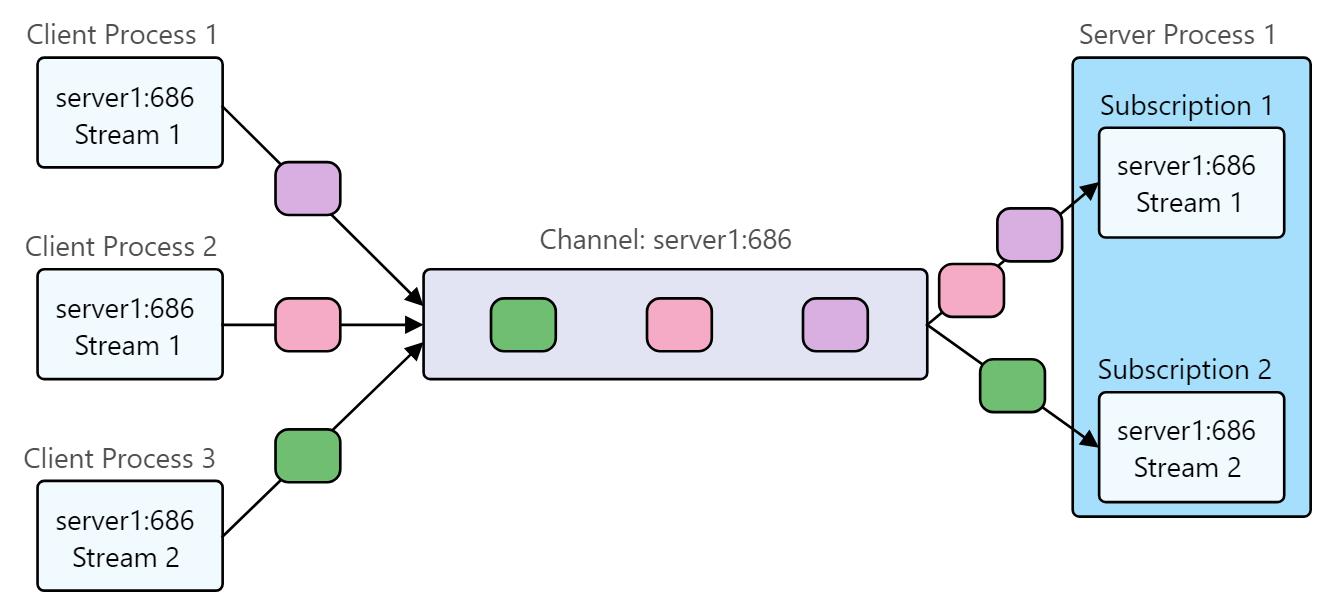 Client Process 1
server1:686
Stream 1
Client Process 2
server1:686
Stream 1
Client Process 3
server1:686
Stream 2
Channel: server1:686
Server Process 1
Subscription 1
server1:686
Stream 1
Subscription 2
server1:686
Stream 2